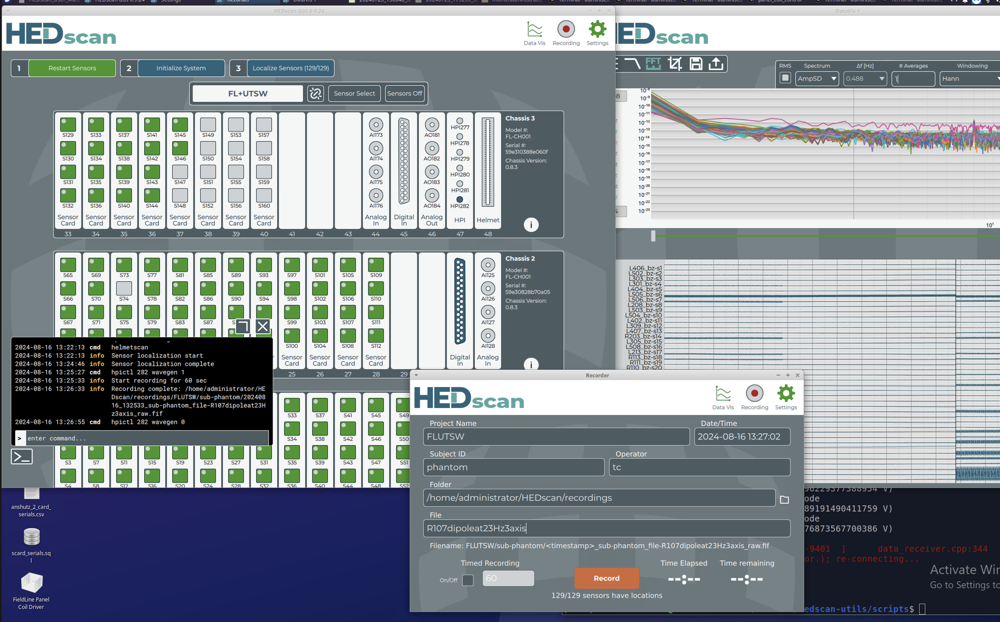 HEDscan_User_Ma...
HEDscan GUI 0.9.24
Settings
Recorder
DataVis 1
panel_coil_control
HEDscan GUI 0.9.24
HEDscan
Data Vis
Recording
Settings
1 Restart Sensors
2 Initialize System
3 Localize Sensors (129/129)
FL+UTSW
Sensor Select
Sensors Off
S129 S133 S137 S141 S145 S149 S153 S157 AI173 AO181 HPI277
S130 S134 S138 S142 S146 S150 S154 S158 AI174 AO182 HPI278
HPI279
S131 S135 S139 S143 S147 S151 S155 S159 AI175 AO183 HPI280
HPI281
S132 S136 S140 S144 S148 S152 S156 S160 AI176 AO184 HPI282
Sensor Card Sensor Card Sensor Card Sensor Card Sensor Card Sensor Card Sensor Card Sensor Card Analog In Digital In Analog Out HPI Helmet
33 34 35 36 37 38 39 40 41 42 43 44 45 46 47 48
Chassis 3
Model #:
FL-CH001
Serial #:
59e310388e060f
Chassis Version:
0.8.3
i
S65 S69 S73 S77 S81 S85 S89 S93 S97 S101 S105 S109 AI125
S66 S70 S74 S78 S82 S86 S90 S94 S98 S102 S106 S110 AI126
S67 S71 S75 S79 S83 S87 S99 S103 S107 S111 AI127
S100 S104 S108 S112 AI128
Sensor Card Sensor Card Sensor Card Sensor Card Digital In Analog In
25 26 27 28 29
Chassis 2
Model #:
FL-CH001
Serial #:
59e30828b70a05
Chassis Version:
0.8.3
i
2024-08-16 13:22:13 cmd helmetscan
2024-08-16 13:22:13 info Sensor localization start
2024-08-16 13:24:46 info Sensor localization complete
2024-08-16 13:25:27 cmd hpictl 282 wavegen 1
2024-08-16 13:25:33 info Start recording for 60 sec
2024-08-16 13:26:33 info Recording complete: /home/administrator/HE
Dscan/recordings/FLUTSW/sub-phantom/202408
16_132533_sub-phantom_file-R107dipoleat23H
z3axis_raw.fif
2024-08-16 13:26:55 cmd hpictl 282 wavegen 0
> enter command...
S33 S37 S41 S45 S49
S34 S38 S42 S46 S50
S3 S7 S11 S15 S19 S23 S27 S31 S35 S39 S43 S47 S51
S4 S8 S12 S16 S20 S24 S28 S32 S36 S40 S44 S48 S52
anshutz_2_card_
serials.csv
scard_serials.sq
l
FieldLine Panel
Coil Driver
DataVis 1
EDscan
FFT
RMS
Spectrum
Δf [Hz]
# Averages
Windowing
AmpSD
0.488
1
Hann
10⁻⁸
10⁻⁹
10⁻¹⁰
10⁻¹¹
10⁻¹²
10⁻¹³
10⁻¹⁴
10⁻¹⁵
10⁻¹⁶
10⁻¹⁷
10⁻¹⁸
10⁻¹⁹
10⁻²⁰
10⁻²¹
10⁻²²
10⁻²³
10¹
L406_bz-s1
L502_bz-s2
L303_bz-s3
L301_bz-s4
L404_bz-s5
L505_bz-s6
L506_bz-s7
L208_bz-s8
L503_bz-s9
L504_bz-s10
L402_bz-s11
L309_bz-s12
L407_bz-s13
R203_bz-s14
L305_bz-s15
L508_bz-s16
L213_bz-s17
R113_bz-s18
R111_bz-s19
R110_bz-s20
Recorder
HEDscan
Data Vis
Recording
Settings
Project Name
Date/Time
FLUTSW
2024-08-16 13:27:02
Subject ID
Operator
phantom
tc
Folder
/home/administrator/HEDscan/recordings
File
R107dipoleat23Hz3axis
Filename: FLUTSW/sub-phantom/<timestamp>_sub-phantom_file-R107dipoleat23Hz3axis_raw.fif
Timed Recording
Time Elapsed
Time remaining
On/Off
60
Record
--:--
--:--
129/129 sensors have locations
96229377388954 V)
ode
89191490411759 V)
ode
76873567700386 V)
-9401 ] data_receiver.cpp:344
or.); re-connecting...
Activate Wi
Go to Settings to
edscan-utils/scripts$